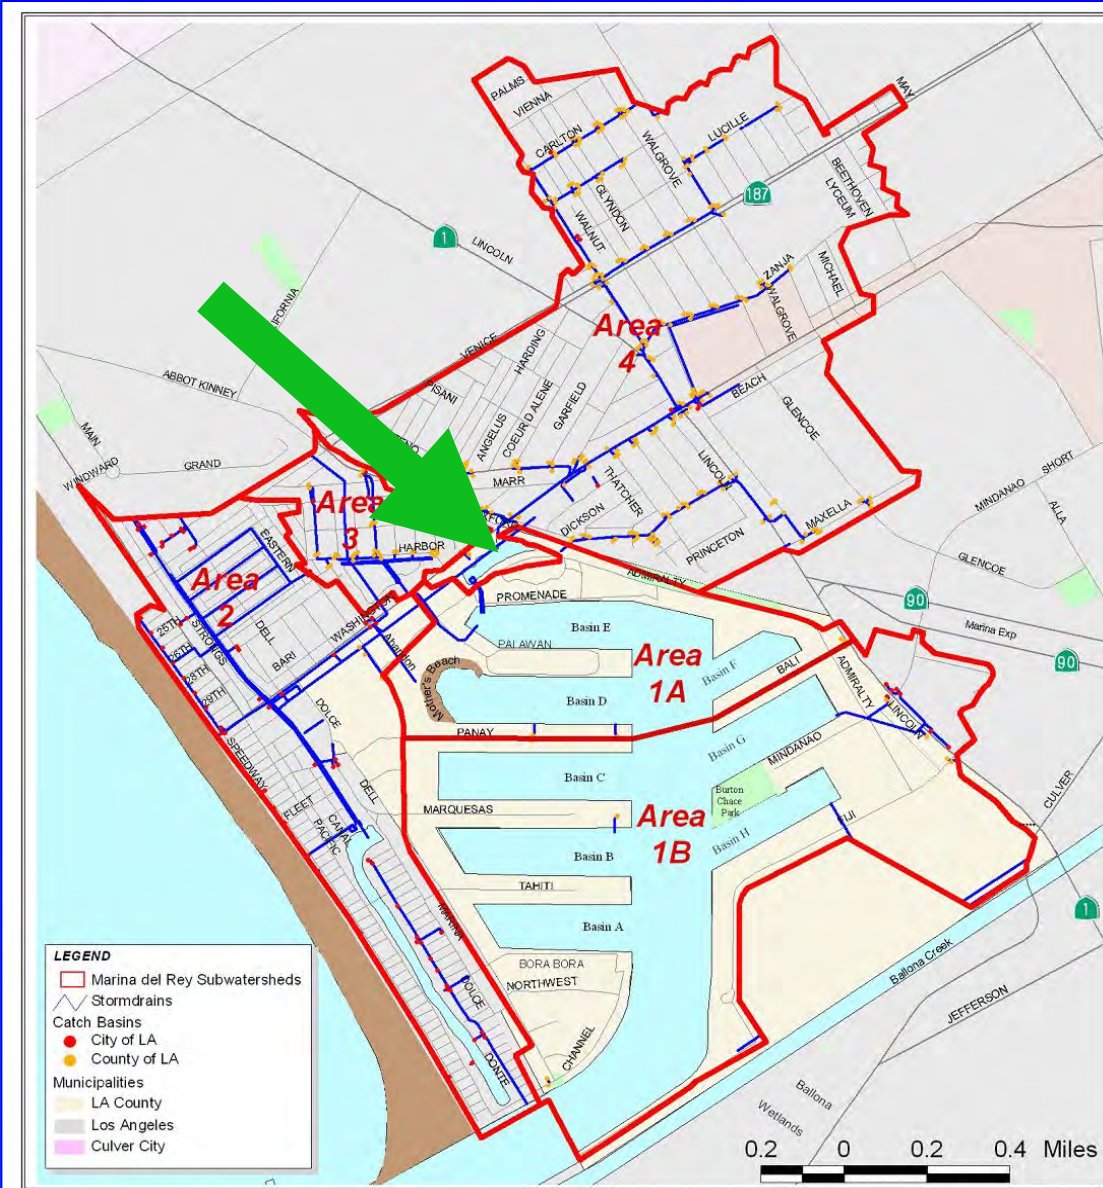 PALMS
VIENNA
CARLTON
WALGROVE
LUCILLE
MAY
BEETHOVEN
LYCEUM
187
GLYNDON
WALNUT
1
LINCOLN
ZANJA
MICHAEL
WALGROVE
IFORNIA
Area
4
VENICE
HARDING
PISANI
COEUR D ALENE
GARFIELD
ANGELUS
BEACH
GLENCOE
ABBOT KINNEY
MAIN
WINDWARD
GRAND
MARR
THATCHER
LINCOLN
SHORT
MINDANAO
ALLA
Area
3
DICKSON
MAXELLA
PRINCETON
HARBOR
EASTERN
GLENCOE
ADMIRALTY
Area
2
PROMENADE
90
Marina Exp
90
25TH
26TH
28TH
29TH
STRONGS
DELL
BARI
WASHINGTON
Abandon
Basin E
PALAWAN
Mother's Beach
Area
1A
Basin F
BALI
ADMIRALTY
LINCOLN
Basin D
DOLCE
PANAY
Basin G
MINDANAO
SPEEDWAY
DELL
Basin C
CULVER
FLEET
CANAL
PACIFIC
MARQUESAS
Burton
Chace
Park
Area
1B
FIJI
Basin H
Basin B
TAHITI
1
MARINA
Basin A
BORA BORA
NORTHWEST
DOLCE
CHANNEL
DONTE
Ballona Creek
JEFFERSON
Ballona
Wetlands
LEGEND
Marina del Rey Subwatersheds
Stormdrains
Catch Basins
City of LA
County of LA
Municipalities
LA County
Los Angeles
Culver City
0.2 0 0.2 0.4 Miles